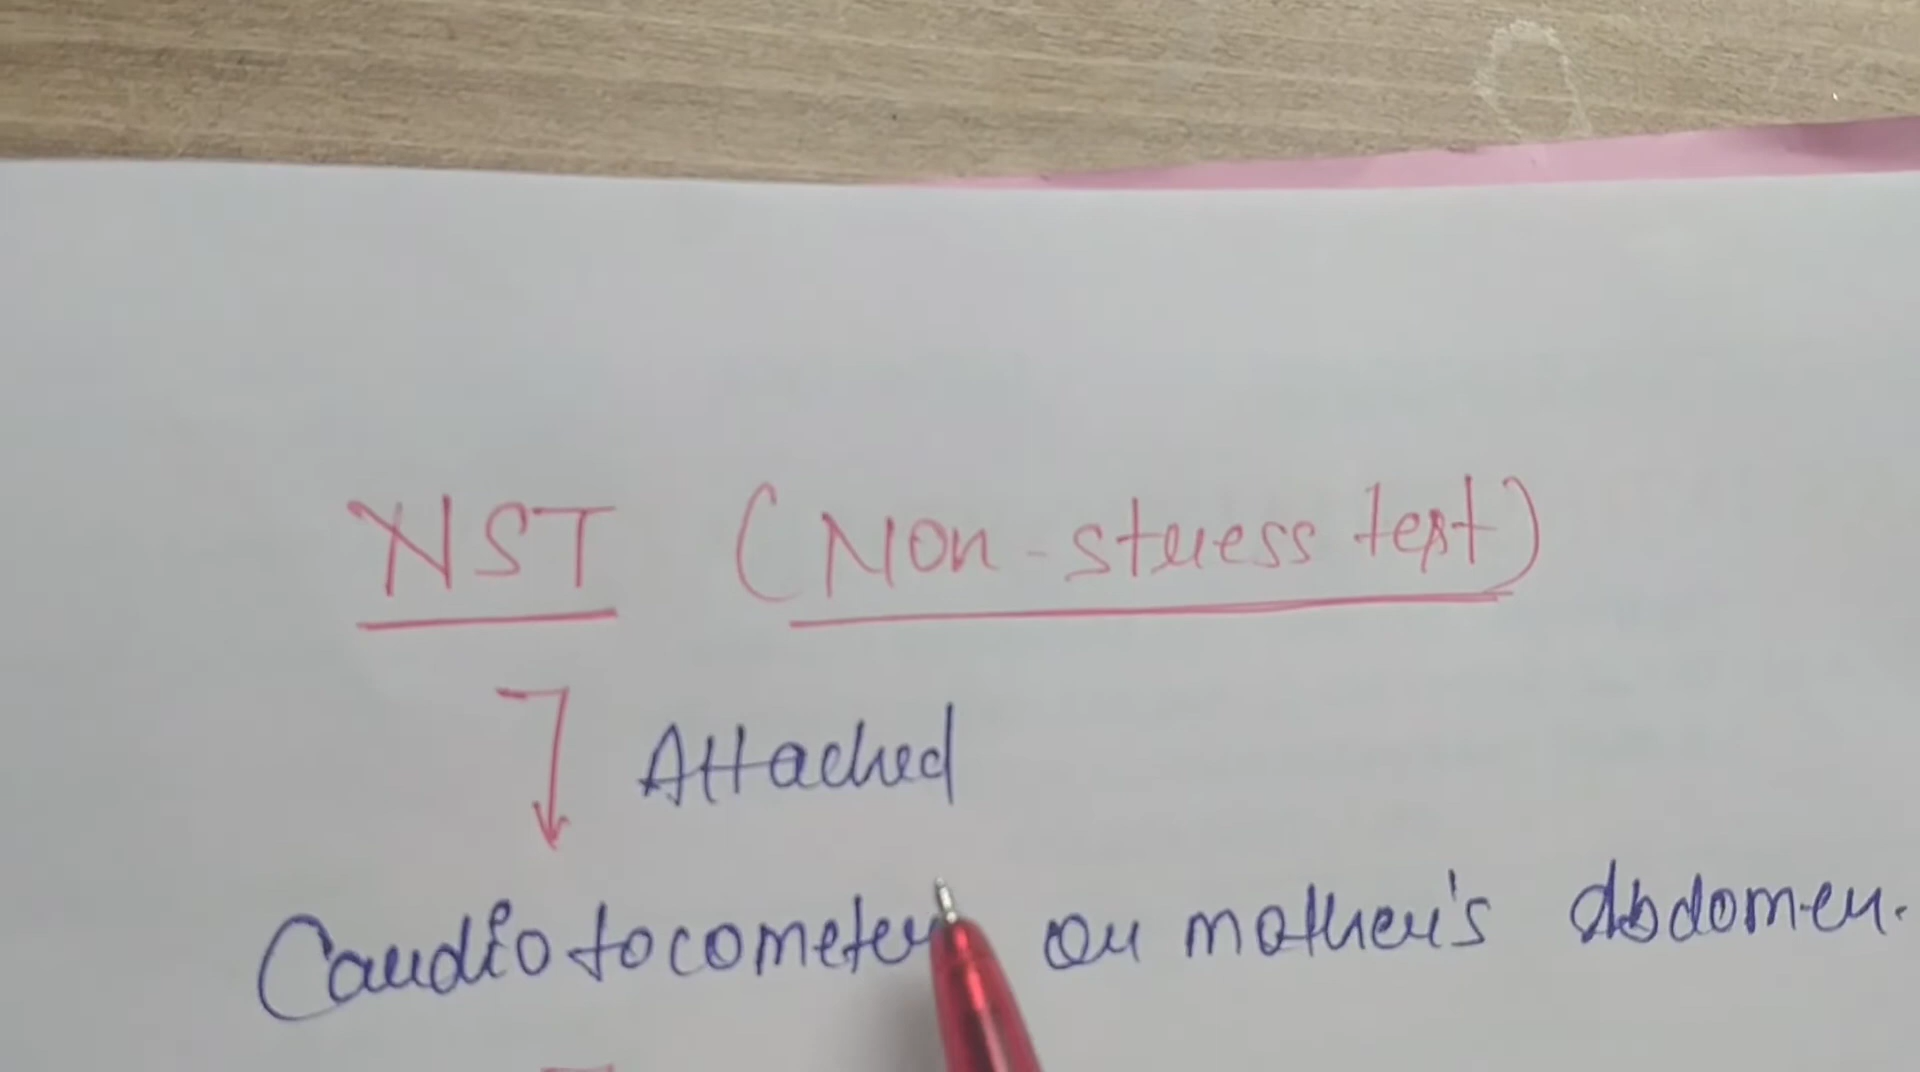 NST (Non-stress test)
Attached
Cardiotocometer on mother's abdomen.